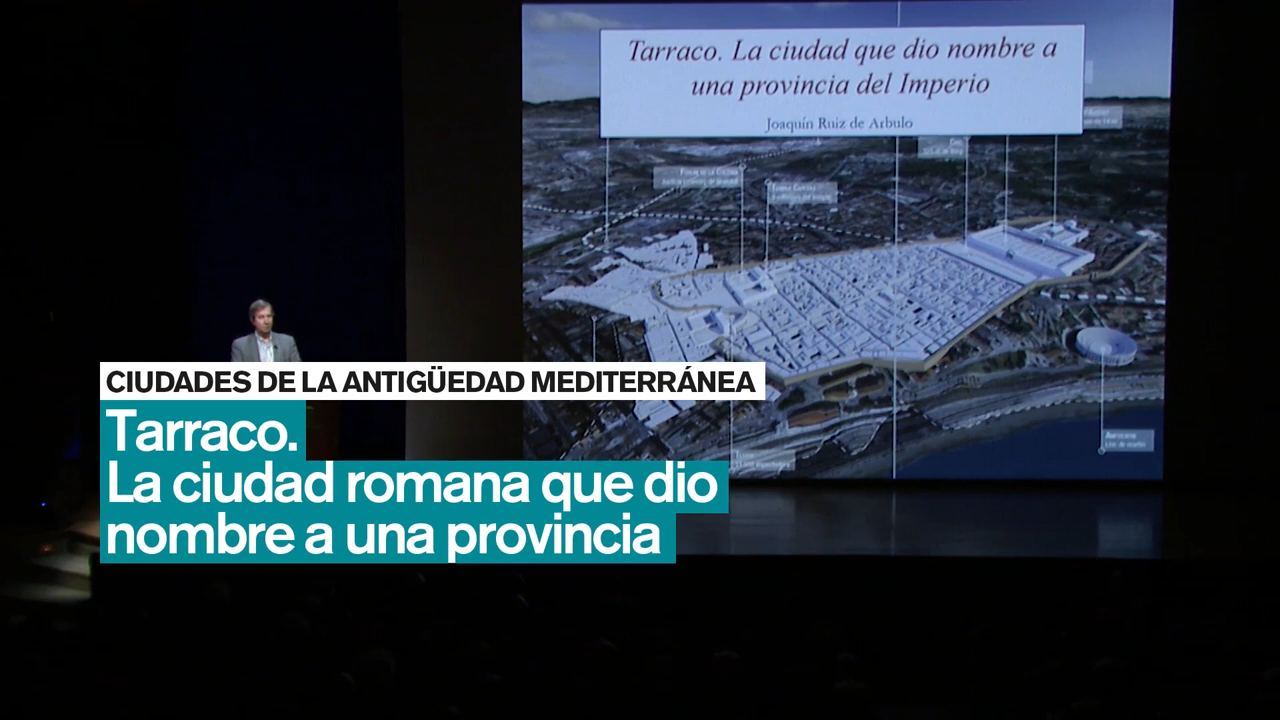 Tarraco. La ciudad que dio nombre a
una provincia del Imperio
Joaquín Ruiz de Arbulo
CIUDADES DE LA ANTIGÜEDAD MEDITERRÁNEA
Tarraco.
La ciudad romana que dio
nombre a una provincia